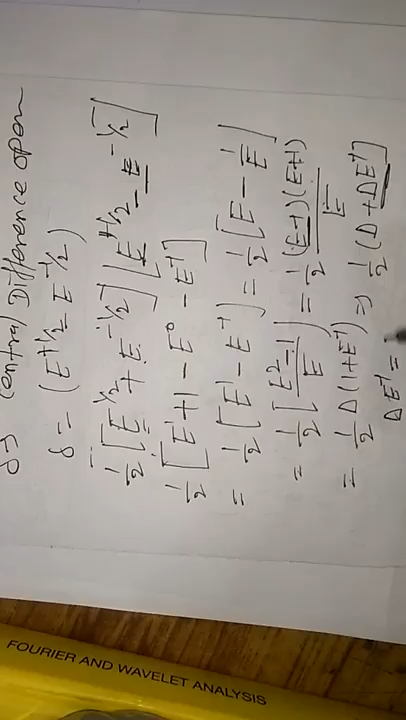 δ → Central Difference open
δ = (E^{+1/2} - E^{-1/2})
1/2 [E^{1/2} + E^{-1/2}] [E^{+1/2} - E^{-1/2}]
1/2 [E^1 + 1 - E^0 - E^{-1}]
= 1/2 [E^1 - E^{-1}] = 1/2 [E - 1/E]
= 1/2 [E^2 - 1 / E] = 1/2 (E-1)(E+1) / E
= 1/2 Δ(1+E^{-1}) ⇒ 1/2 (Δ + ΔE^{-1}]
ΔE^{-1} =
FOURIER AND WAVELET ANALYSIS